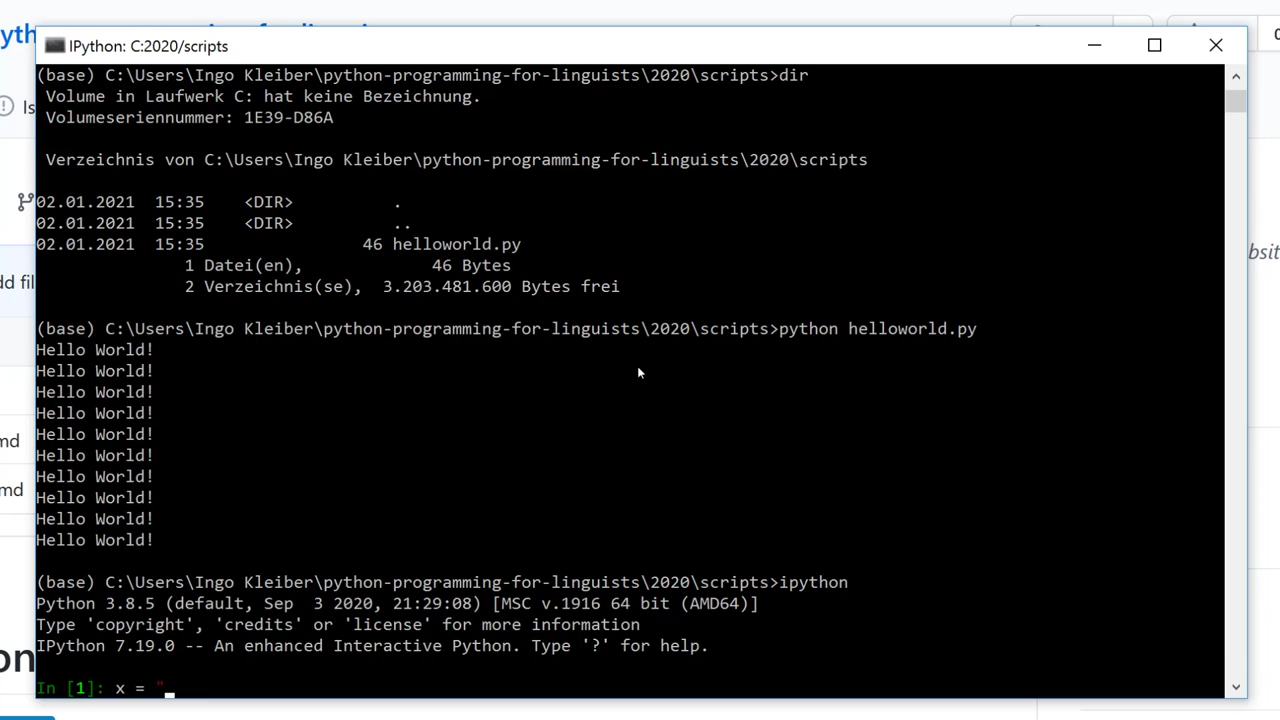 IPython: C:2020/scripts
(base) C:\Users\Ingo Kleiber\python-programming-for-linguists\2020\scripts>dir
Volume in Laufwerk C: hat keine Bezeichnung.
Volumeseriennummer: 1E39-D86A
Verzeichnis von C:\Users\Ingo Kleiber\python-programming-for-linguists\2020\scripts
02.01.2021  15:35    <DIR>          .
02.01.2021  15:35    <DIR>          ..
02.01.2021  15:35                46 helloworld.py
1 Datei(en),             46 Bytes
2 Verzeichnis(se),  3.203.481.600 Bytes frei
(base) C:\Users\Ingo Kleiber\python-programming-for-linguists\2020\scripts>python helloworld.py
Hello World!
Hello World!
Hello World!
Hello World!
Hello World!
Hello World!
Hello World!
Hello World!
Hello World!
Hello World!
(base) C:\Users\Ingo Kleiber\python-programming-for-linguists\2020\scripts>ipython
Python 3.8.5 (default, Sep  3 2020, 21:29:08) [MSC v.1916 64 bit (AMD64)]
Type 'copyright', 'credits' or 'license' for more information
IPython 7.19.0 -- An enhanced Interactive Python. Type '?' for help.
In [1]: x = "
md
md